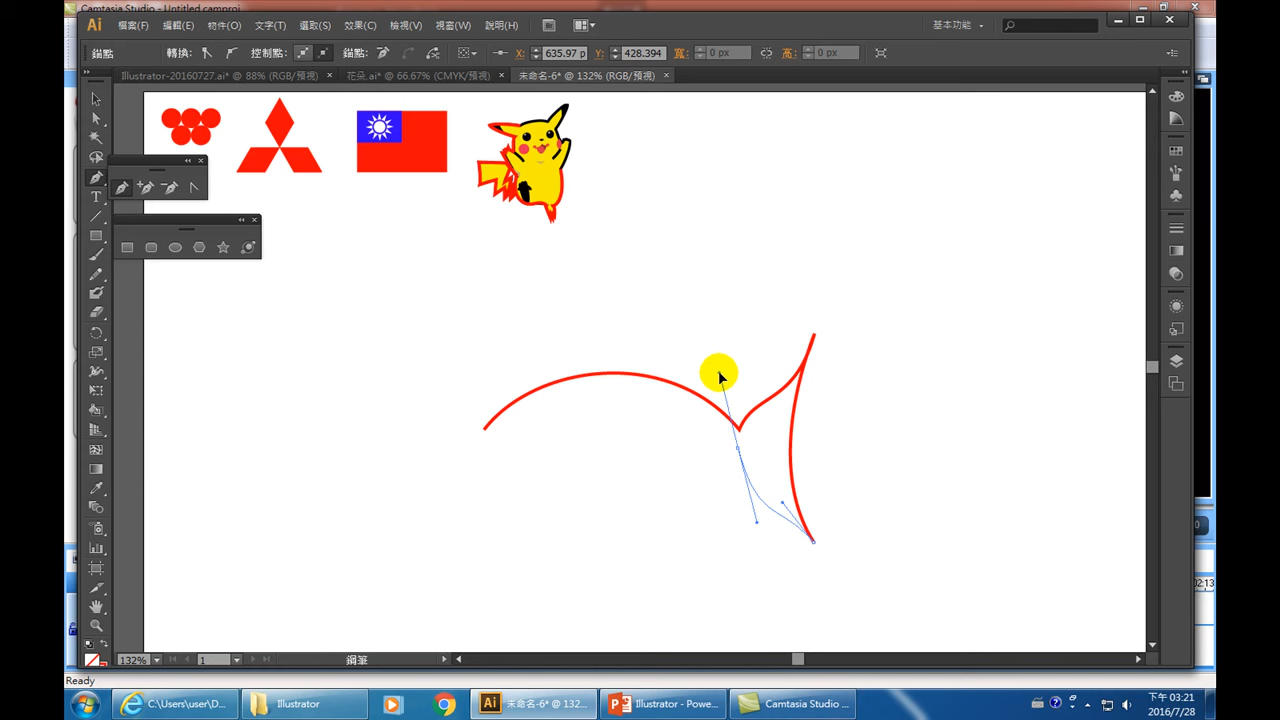 Camtasia Studio - Untitled.camproj
Ai 檔案(F) 編輯(E) 物件(O) 文字(T) 選取(S) 效果(C) 檢視(V) 視窗(W) 說明(H) Br 基本功能
錨點 轉換: 控制點: 錨點: X: 635.97 p Y: 428.394 寬: 0 px 高: 0 px
Illustrator-20160727.ai* @ 88% (RGB/預視) × 花朵.ai* @ 66.67% (CMYK/預視) × 未命名-6* @ 132% (RGB/預視) ×
T
02:13
132% 1 鋼筆
Ready
C:\Users\user\D... Illustrator Ai 未命名-6* @ 132... Illustrator - Powe... Camtasia Studio ... 下午 03:21
2016/7/28